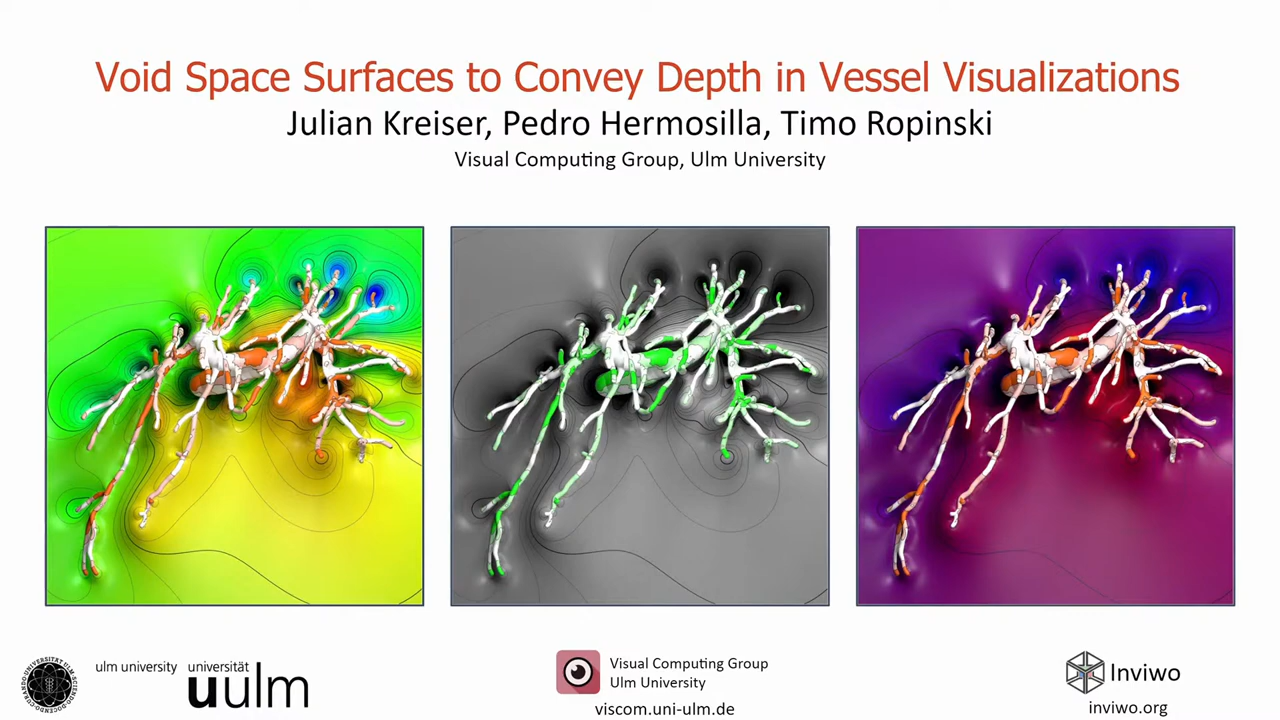 Void Space Surfaces to Convey Depth in Vessel Visualizations
Julian Kreiser, Pedro Hermosilla, Timo Ropinski
Visual Computing Group, Ulm University
ulm university universität
uulm
Visual Computing Group
Ulm University
viscom.uni-ulm.de
Inviwo
inviwo.org